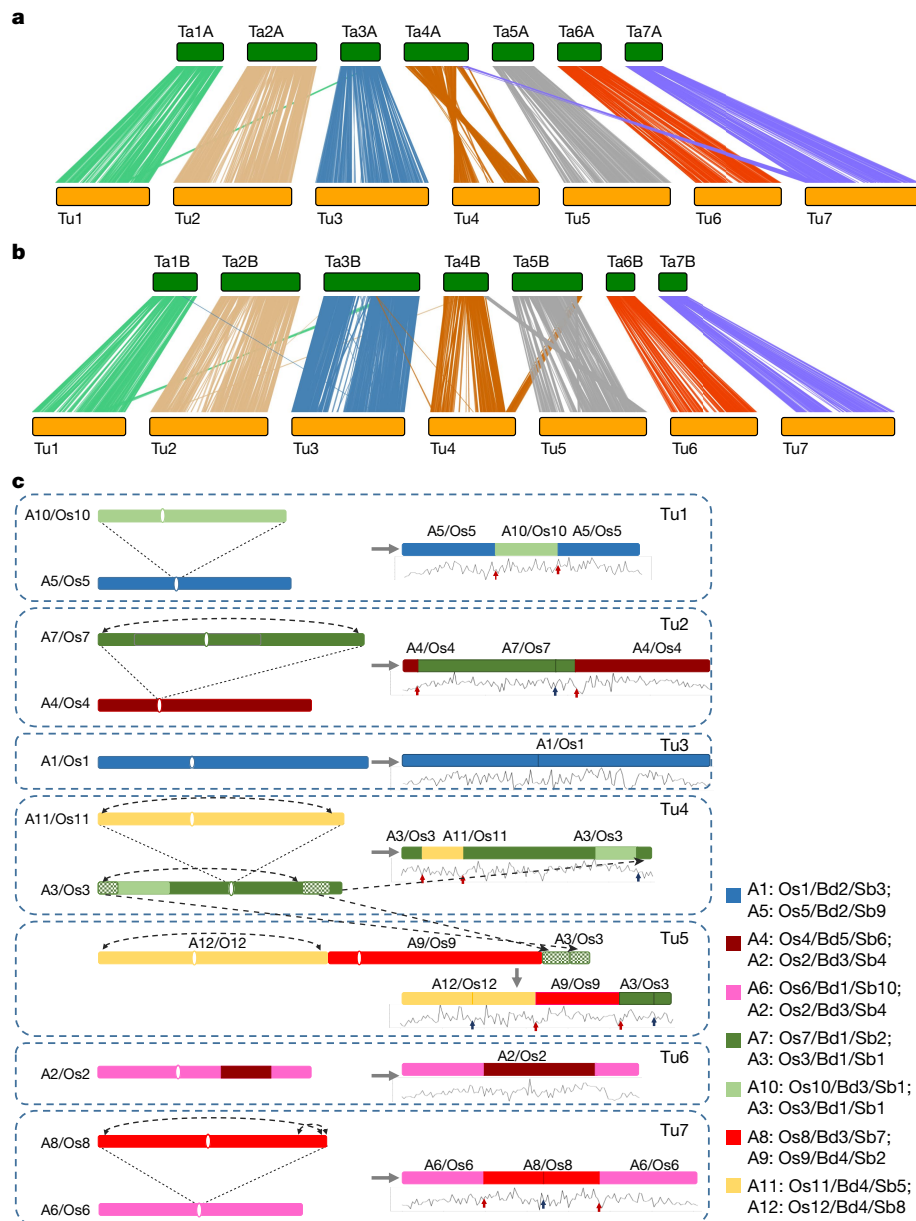 a
Ta1A Ta2A Ta3A Ta4A Ta5A Ta6A Ta7A
Tu1 Tu2 Tu3 Tu4 Tu5 Tu6 Tu7
b
Ta1B Ta2B Ta3B Ta4B Ta5B Ta6B Ta7B
Tu1 Tu2 Tu3 Tu4 Tu5 Tu6 Tu7
c
A10/Os10 Tu1
A5/Os5 A10/Os10 A5/Os5
A5/Os5
A7/Os7 Tu2
A4/Os4 A7/Os7 A4/Os4
A4/Os4
Tu3
A1/Os1 A1/Os1
Tu4
A11/Os11
A3/Os3 A11/Os11 A3/Os3
A3/Os3
Tu5
A12/O12 A9/Os9 A3/Os3
A12/Os12 A9/Os9 A3/Os3
Tu6
A2/Os2 A2/Os2
Tu7
A8/Os8
A6/Os6 A8/Os8 A6/Os6
A6/Os6
A1: Os1/Bd2/Sb3;
A5: Os5/Bd2/Sb9
A4: Os4/Bd5/Sb6;
A2: Os2/Bd3/Sb4
A6: Os6/Bd1/Sb10;
A2: Os2/Bd3/Sb4
A7: Os7/Bd1/Sb2;
A3: Os3/Bd1/Sb1
A10: Os10/Bd3/Sb1;
A3: Os3/Bd1/Sb1
A8: Os8/Bd3/Sb7;
A9: Os9/Bd4/Sb2
A11: Os11/Bd4/Sb5;
A12: Os12/Bd4/Sb8